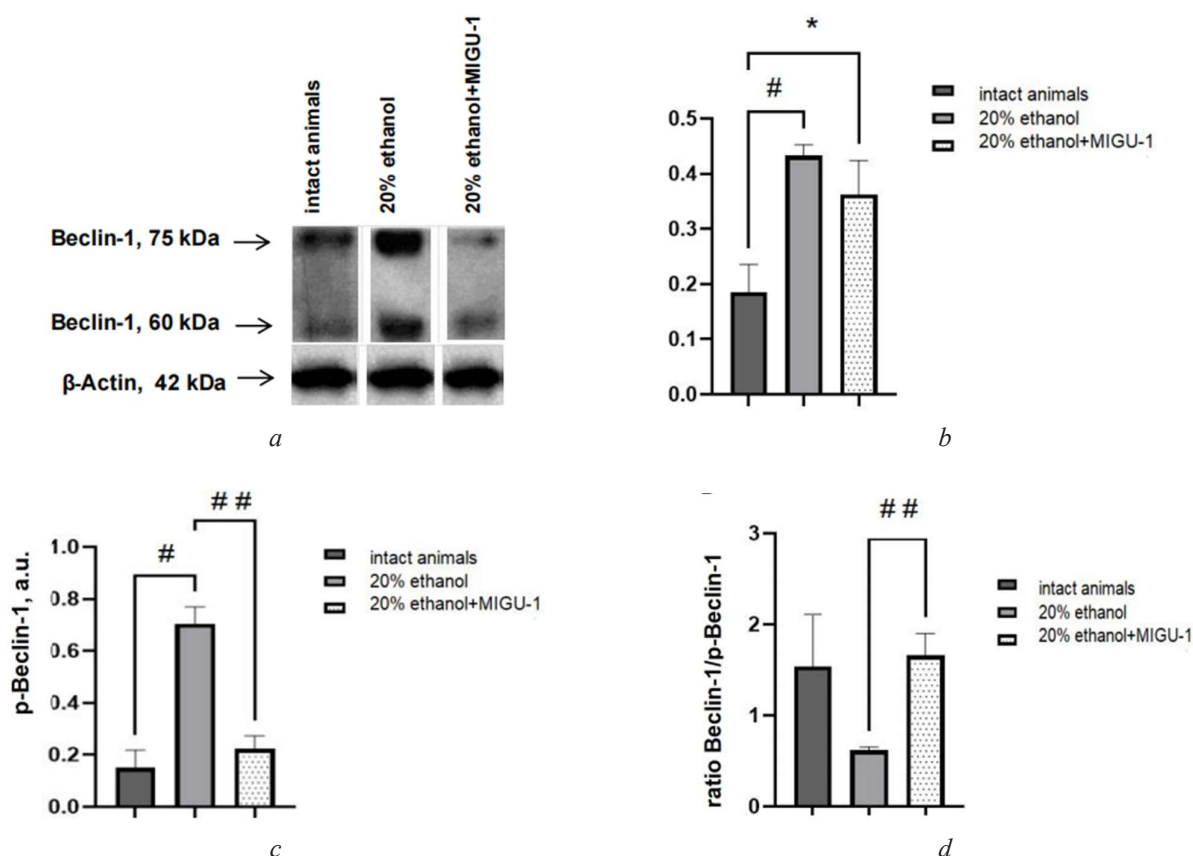 intact animals
20% ethanol
20% ethanol+MIGU-1
Beclin-1, 75 kDa
Beclin-1, 60 kDa
β-Actin, 42 kDa
a
*
#
0.5
0.4
0.3
0.2
0.1
0.0
intact animals
20% ethanol
20% ethanol+MIGU-1
b
# #
#
p-Beclin-1, a.u.
1.0
0.8
0.6
0.4
0.2
0.0
intact animals
20% ethanol
20% ethanol+MIGU-1
c
# #
ratio Beclin-1/p-Beclin-1
3
2
1
0
intact animals
20% ethanol
20% ethanol+MIGU-1
d